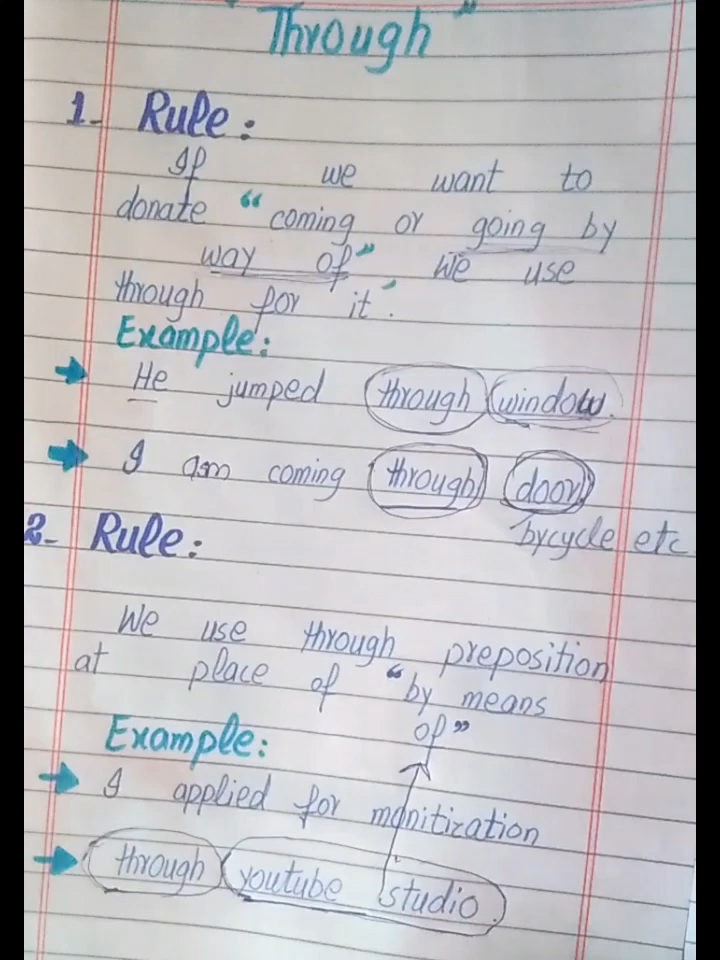 "Through"
1- Rule:
If we want to
donate "coming or going by
way of" we use
through for it'.
Example:
He jumped through window.
I am coming through door
bycycle etc
2- Rule:
We use through preposition
at place of "by means
of"
Example:
I applied for monitization
through youtube studio.